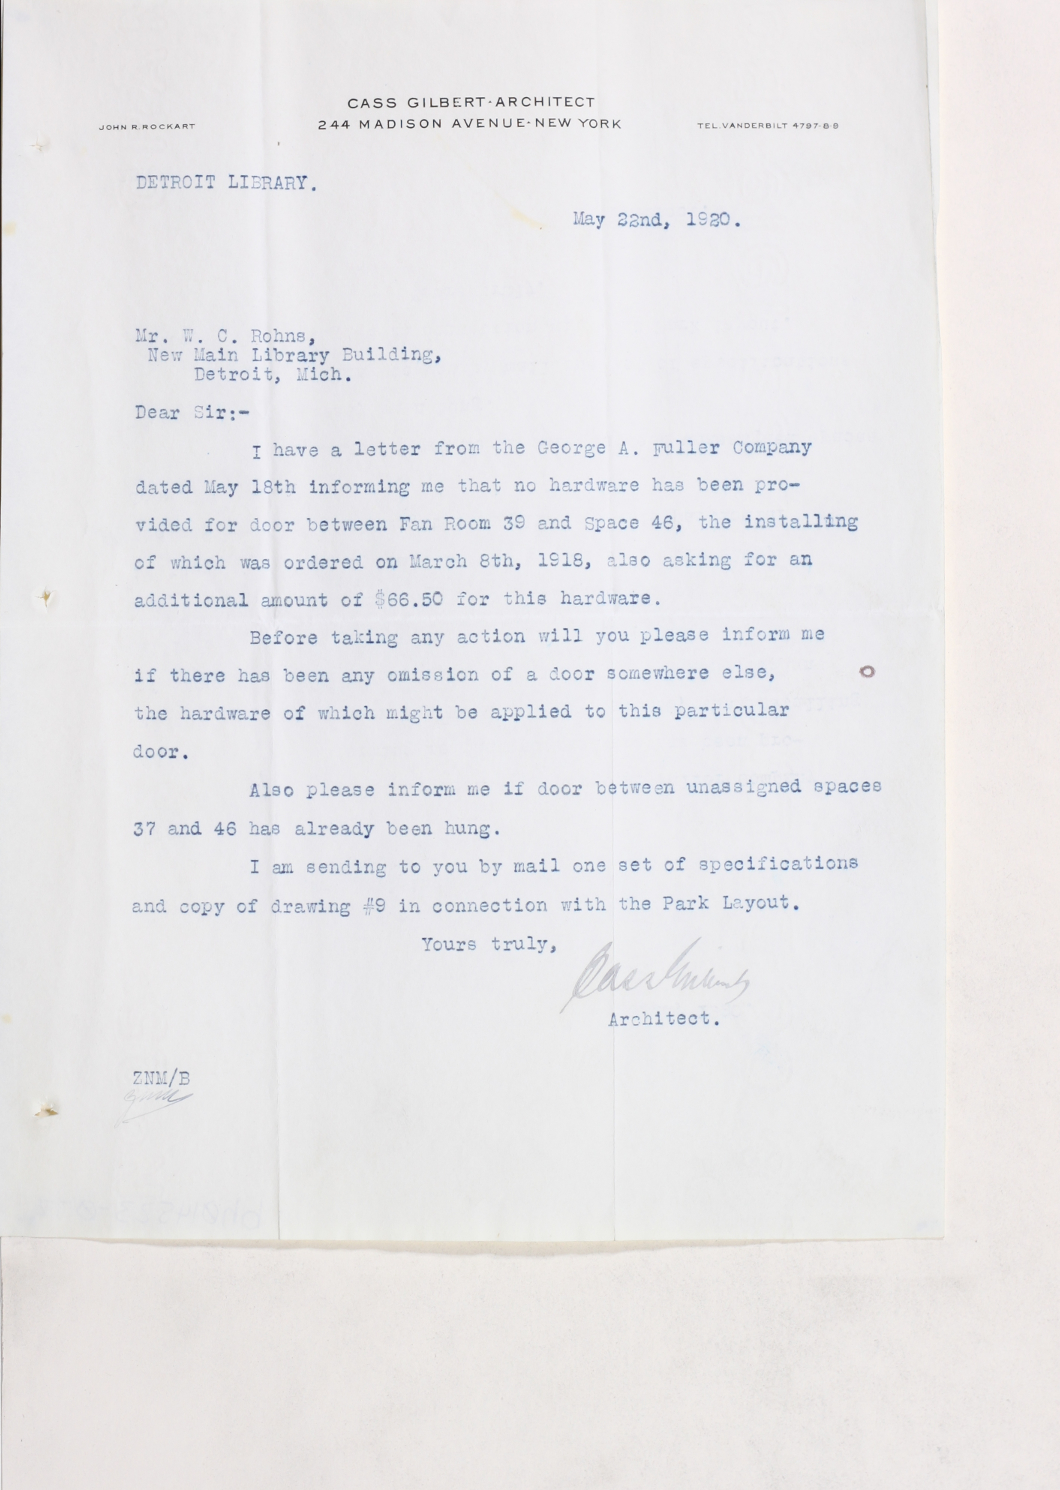 CASS GILBERT-ARCHITECT
JOHN R. ROCKART
244 MADISON AVENUE-NEW YORK
TEL. VANDERBILT 4797-8-9
DETROIT LIBRARY.
May 22nd, 1920.
Mr. W. C. Rohns,
New Main Library Building,
Detroit, Mich.
Dear Sir:-
I have a letter from the George A. Fuller Company
dated May 18th informing me that no hardware has been pro-
vided for door between Fan Room 39 and Space 46, the installing
of which was ordered on March 8th, 1918, also asking for an
additional amount of $66.50 for this hardware.
Before taking any action will you please inform me
if there has been any omission of a door somewhere else,
the hardware of which might be applied to this particular
door.
Also please inform me if door between unassigned spaces
37 and 46 has already been hung.
I am sending to you by mail one set of specifications
and copy of drawing #9 in connection with the Park Layout.
Yours truly,
Cass Gilbert
Architect.
ZNM/B